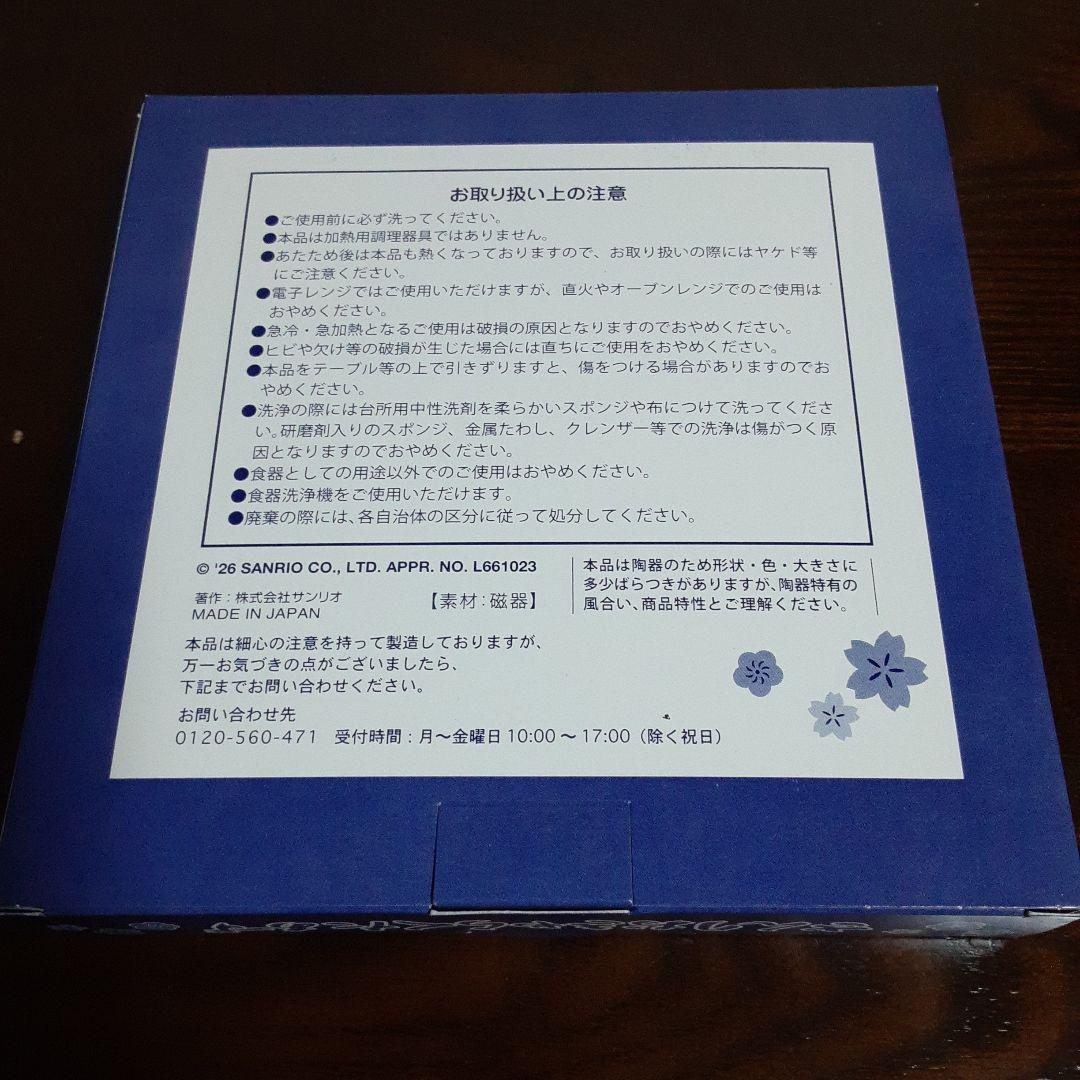 お取り扱い上の注意
●ご使用前に必ず洗ってください。
●本品は加熱用調理器具ではありません。
●あたため後は本品も熱くなっておりますので、お取り扱いの際にはヤケド等
にご注意ください。
●電子レンジではご使用いただけますが、直火やオーブンレンジでのご使用は
おやめください。
●急冷・急加熱となるご使用は破損の原因となりますのでおやめください。
●ヒビや欠け等の破損が生じた場合には直ちにご使用をおやめください。
●本品をテーブル等の上で引きずりますと、傷をつける場合がありますのでお
やめください。
●洗浄の際には台所用中性洗剤を柔らかいスポンジや布につけて洗ってくださ
い。研磨剤入りのスポンジ、金属たわし、クレンザー等での洗浄は傷がつく原
因となりますのでおやめください。
●食器としての用途以外でのご使用はおやめください。
●食器洗浄機をご使用いただけます。
●廃棄の際には、各自治体の区分に従って処分してください。
© '26 SANRIO CO., LTD. APPR. NO. L661023
著作:株式会社サンリオ
MADE IN JAPAN
【素材:磁器】
本品は陶器のため形状・色・大きさに
多少ばらつきがありますが、陶器特有の
風合い、商品特性とご理解ください。
本品は細心の注意を持って製造しておりますが、
万一お気づきの点がございましたら、
下記までお問い合わせください。
お問い合わせ先
0120-560-471 受付時間:月～金曜日10:00～17:00(除く祝日)